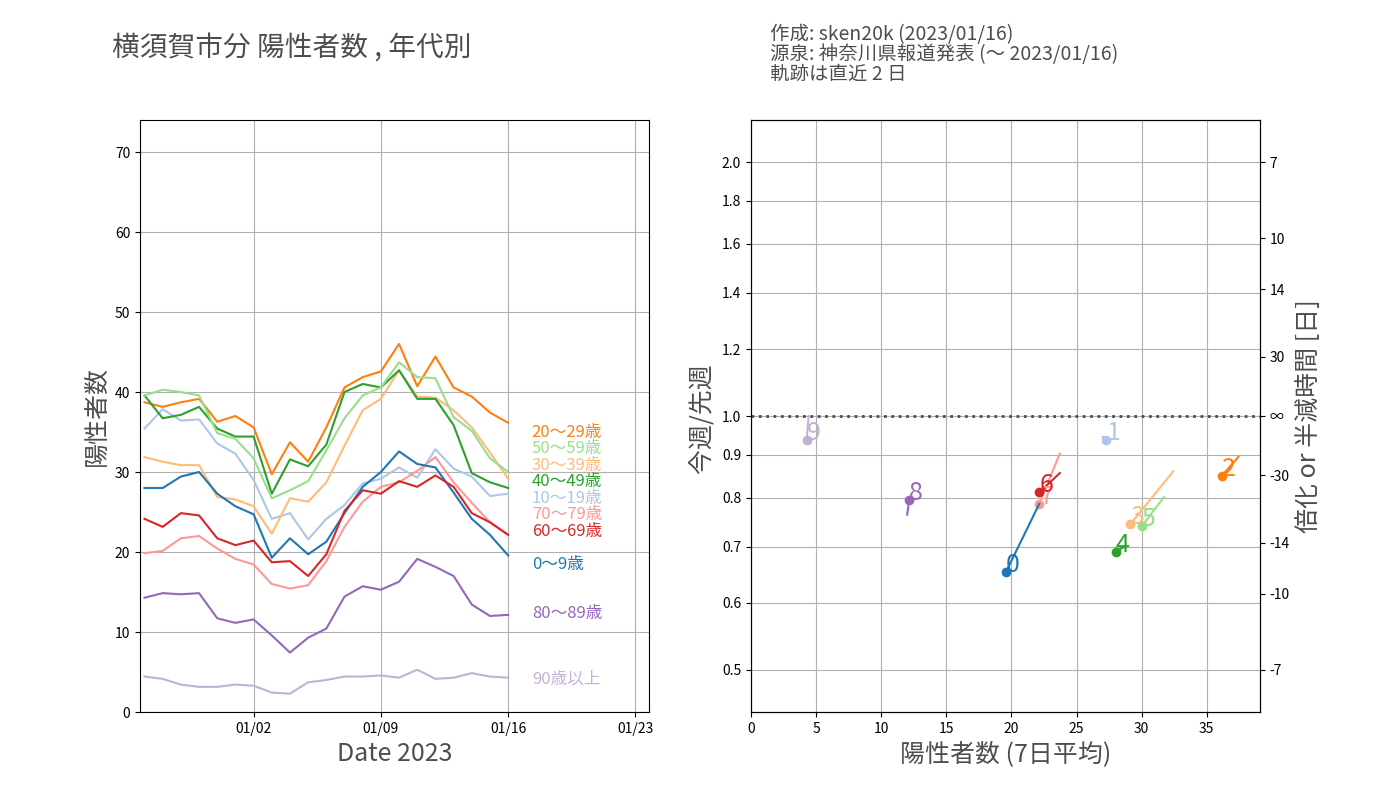 横須賀市分 陽性者数 , 年代別
作成: sken20k (2023/01/16)
源泉: 神奈川県報道発表 (〜 2023/01/16)
軌跡は直近 2 日
陽性者数
70
60
50
40
30
20
10
0
20〜29歳
50〜59歳
30〜39歳
40〜49歳
10〜19歳
70〜79歳
60〜69歳
0〜9歳
80〜89歳
90歳以上
01/02
01/09
01/16
01/23
Date 2023
今週/先週
2.0
1.8
1.6
1.4
1.2
1.0
0.9
0.8
0.7
0.6
0.5
9
1
2
8
6
7
3
5
4
0
7
10
14
30
∞
-30
-14
-10
-7
倍化 or 半減時間 [日]
0
5
10
15
20
25
30
35
陽性者数 (7日平均)